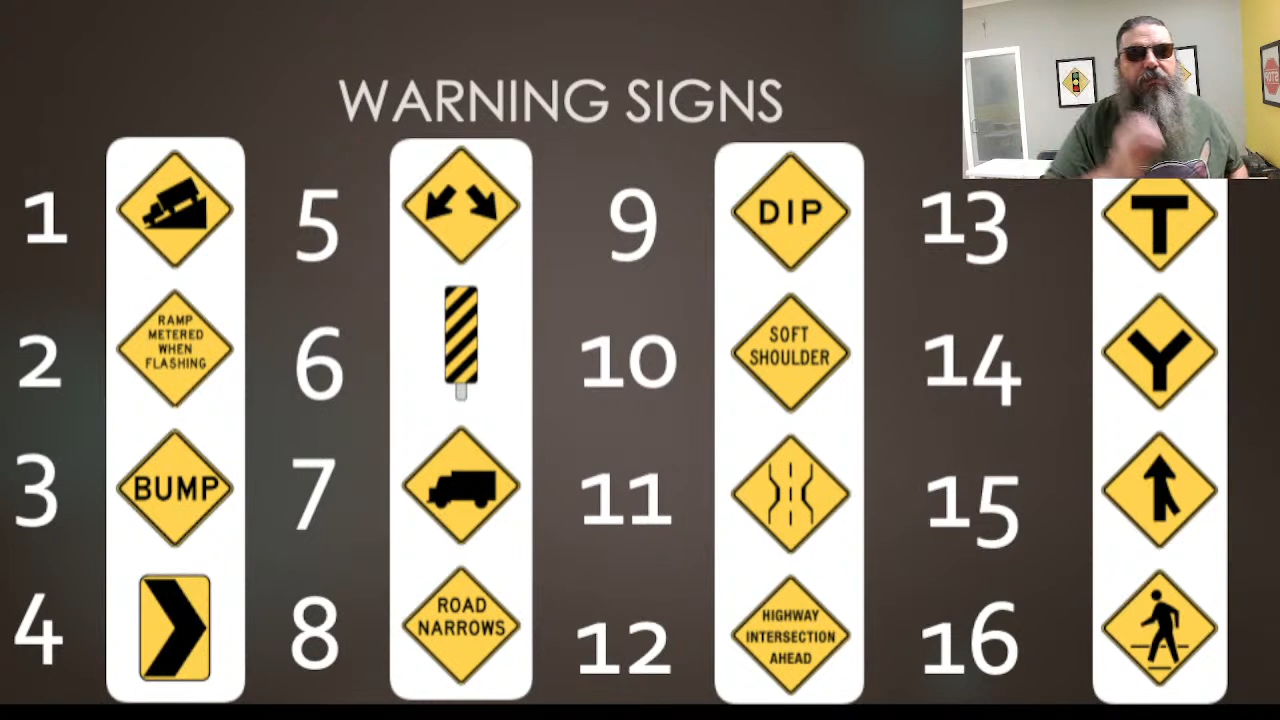 WARNING SIGNS
1
2
RAMP
METERED
WHEN
FLASHING
3
BUMP
4
5
6
7
8
ROAD
NARROWS
9
DIP
10
SOFT
SHOULDER
11
12
HIGHWAY
INTERSECTION
AHEAD
13
14
15
16
STOP